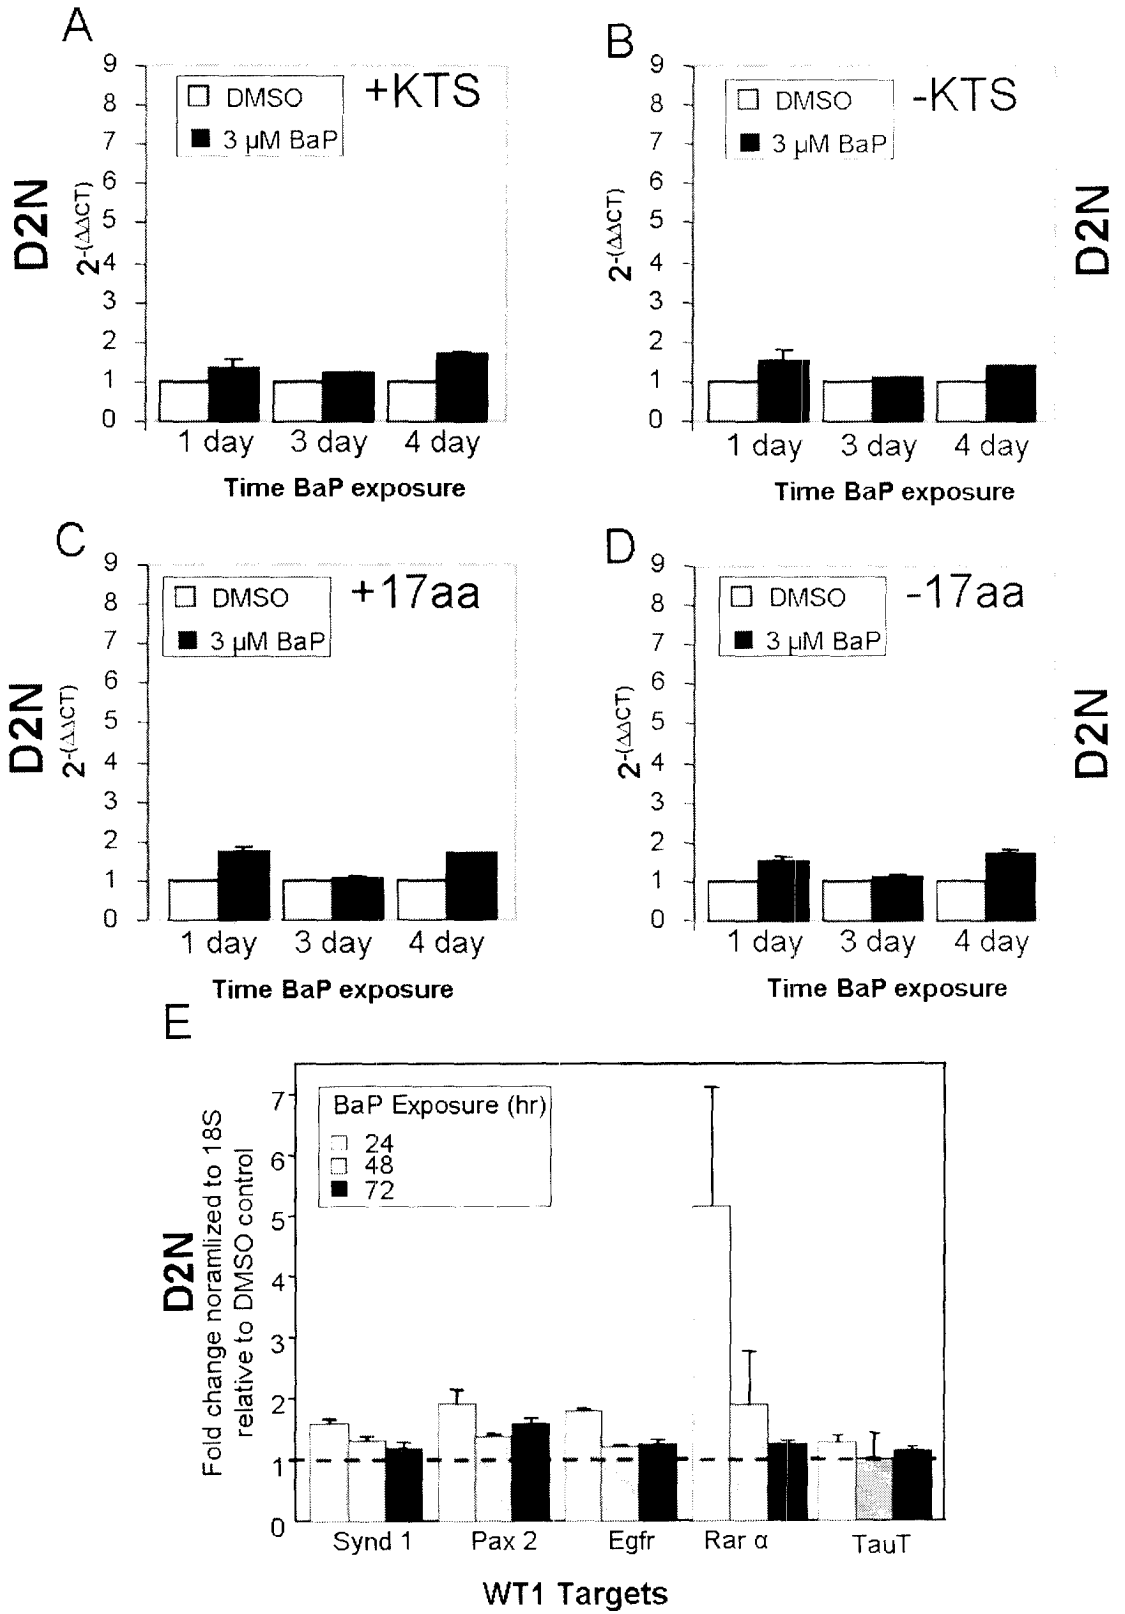 A
9
8
7
6
5
4
3
2
1
0
DMSO
3 µM BaP
+KTS
D2N
2-(ΔΔCT)
1 day 3 day 4 day
Time BaP exposure
B
9
8
7
6
5
4
3
2
1
0
DMSO
3 µM BaP
-KTS
2-(ΔΔCT)
D2N
1 day 3 day 4 day
Time BaP exposure
C
9
8
7
6
5
4
3
2
1
0
DMSO
3 µM BaP
+17aa
D2N
2-(ΔΔCT)
1 day 3 day 4 day
Time BaP exposure
D
9
8
7
6
5
4
3
2
1
0
DMSO
3 µM BaP
-17aa
2-(ΔΔCT)
D2N
1 day 3 day 4 day
Time BaP exposure
E
7
6
5
4
3
2
1
0
BaP Exposure (hr)
24
48
72
D2N
Fold change noramlized to 18S
relative to DMSO control
Synd 1 Pax 2 Egfr Rar α TauT
WT1 Targets